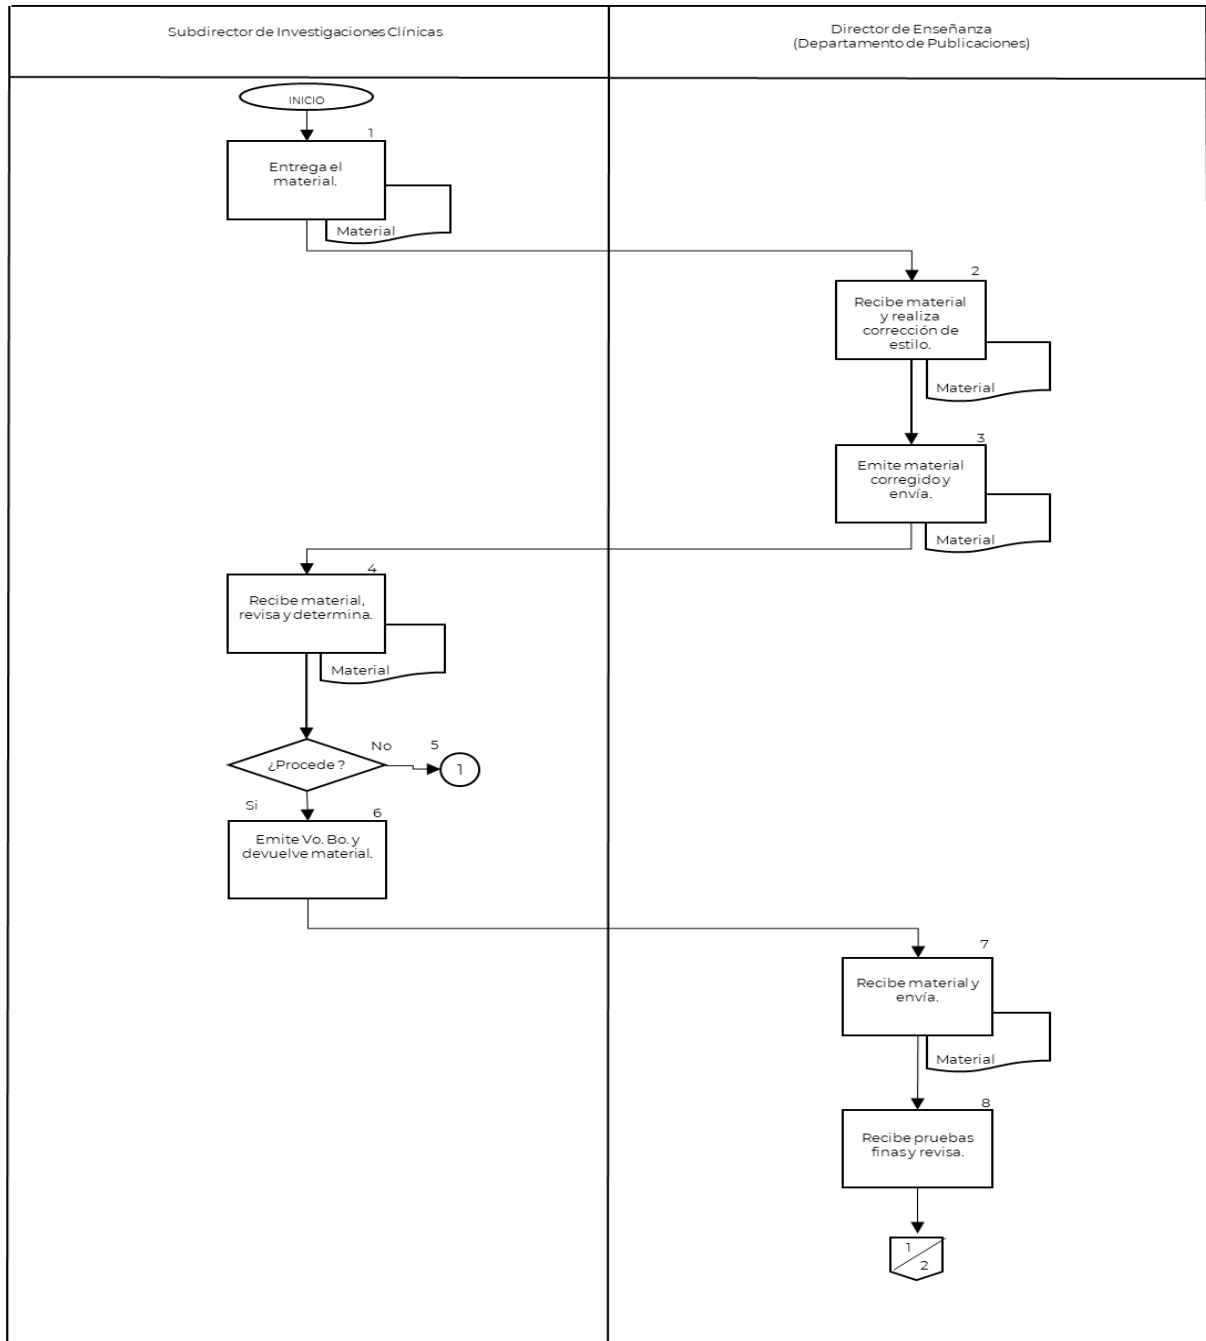 Subdirector de Investigaciones Clínicas
Director de Enseñanza
(Departamento de Publicaciones)
INICIO
1
Entrega el
material.
Material
2
Recibe material
y realiza
corrección de
estilo.
Material
3
Emite material
corregido y
envía.
Material
4
Recibe material,
revisa y determina.
Material
¿Procede?
No
5
1
Si
6
Emite Vo. Bo. y
devuelve material.
7
Recibe material y
envía.
Material
8
Recibe pruebas
finas y revisa.
1
2